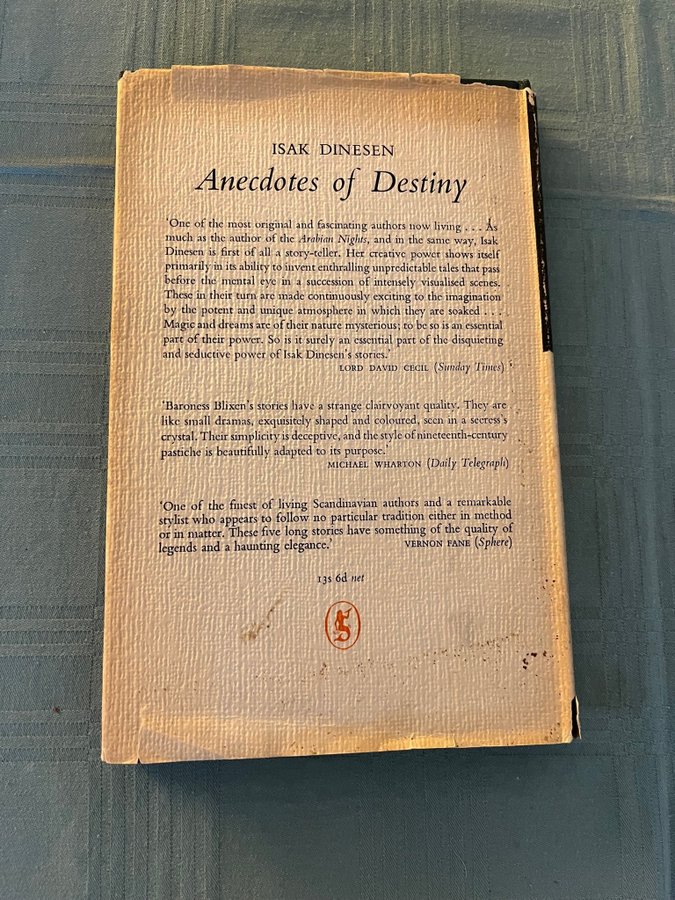 ISAK DINESEN
Anecdotes of Destiny
'One of the most original and fascinating authors now living . . . As
much as the author of the Arabian Nights, and in the same way, Isak
Dinesen is first of all a story-teller. Her creative power shows itself
primarily in its ability to invent enthralling unpredictable tales that pass
before the mental eye in a succession of intensely visualised scenes.
These in their turn are made continuously exciting to the imagination
by the potent and unique atmosphere in which they are soaked . . . .
Magic and dreams are of their nature mysterious; to be so is an essential
part of their power. So is it surely an essential part of the disquieting
and seductive power of Isak Dinesen's stories.'
LORD DAVID CECIL (Sunday Times)
'Baroness Blixen's stories have a strange clairvoyant quality. They are
like small dramas, exquisitely shaped and coloured, seen in a seeress's
crystal. Their simplicity is deceptive, and the style of nineteenth-century
pastiche is beautifully adapted to its purpose.'
MICHAEL WHARTON (Daily Telegraph)
'One of the finest of living Scandinavian authors and a remarkable
stylist who appears to follow no particular tradition either in method
or in matter. These five long stories have something of the quality of
legends and a haunting elegance.' VERNON FANE (Sphere)
13s 6d net